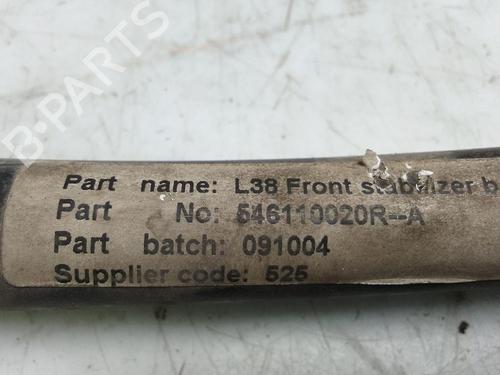 B-PARTS
Part name: L38 Front stabilizer b
Part No: 546110020R--A
Part batch: 091004
Supplier code: 525